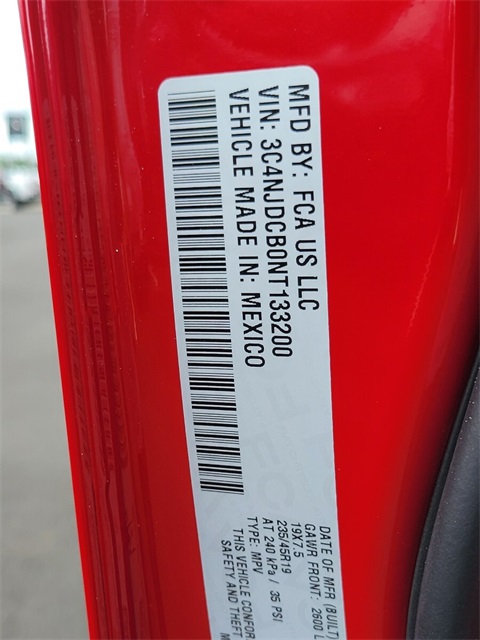 MFD BY: FCA US LLC
VIN: 3C4NJDCB0NT133200
VEHICLE MADE IN: MEXICO
DATE OF MFR (BUILT)
GAWR FRONT: 2600
19X7.5
235/45R19
AT 240 kPa / 35 PSI
TYPE: MPV
THIS VEHICLE CONFOR
SAFETY AND THEFT